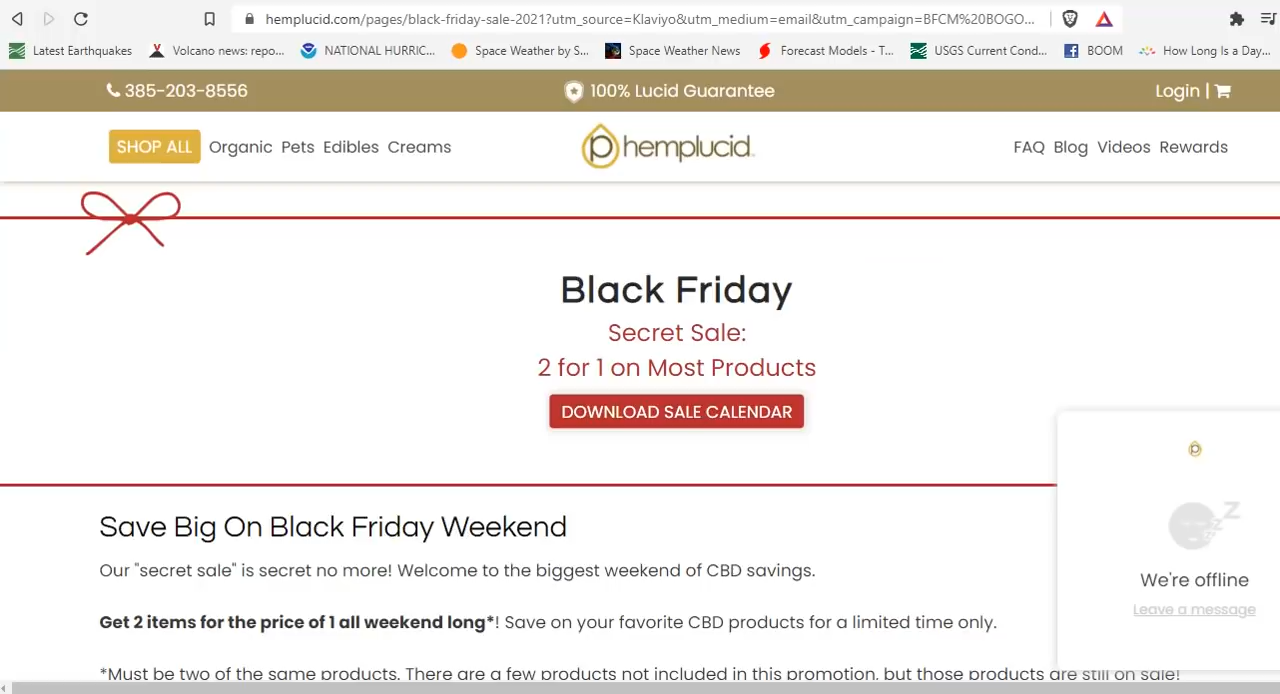 hemplucid.com/pages/black-friday-sale-2021?utm_source=Klaviyo&utm_medium=email&utm_campaign=BFCM%20BOGO...
Latest Earthquakes Volcano news: repo... NATIONAL HURRIC... Space Weather by S... Space Weather News Forecast Models - T... USGS Current Cond... BOOM How Long Is a Day...
385-203-8556 100% Lucid Guarantee Login |
SHOP ALL Organic Pets Edibles Creams hemplucid FAQ Blog Videos Rewards
Black Friday
Secret Sale:
2 for 1 on Most Products
DOWNLOAD SALE CALENDAR
Save Big On Black Friday Weekend
Our "secret sale" is secret no more! Welcome to the biggest weekend of CBD savings.
Get 2 items for the price of 1 all weekend long*! Save on your favorite CBD products for a limited time only.
*Must be two of the same products. There are a few products not included in this promotion, but those products are still on sale!
z Z
zzz
We're offline
Leave a message